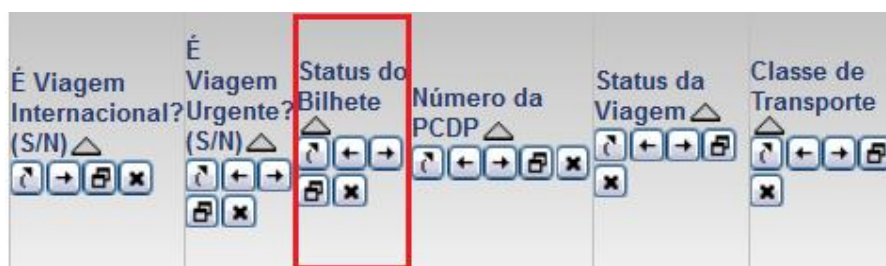 É Viagem
Internacional?
(S/N)
É
Viagem
Urgente?
(S/N)
Status do
Bilhete
Número da
PCDP
Status da
Viagem
Classe de
Transporte